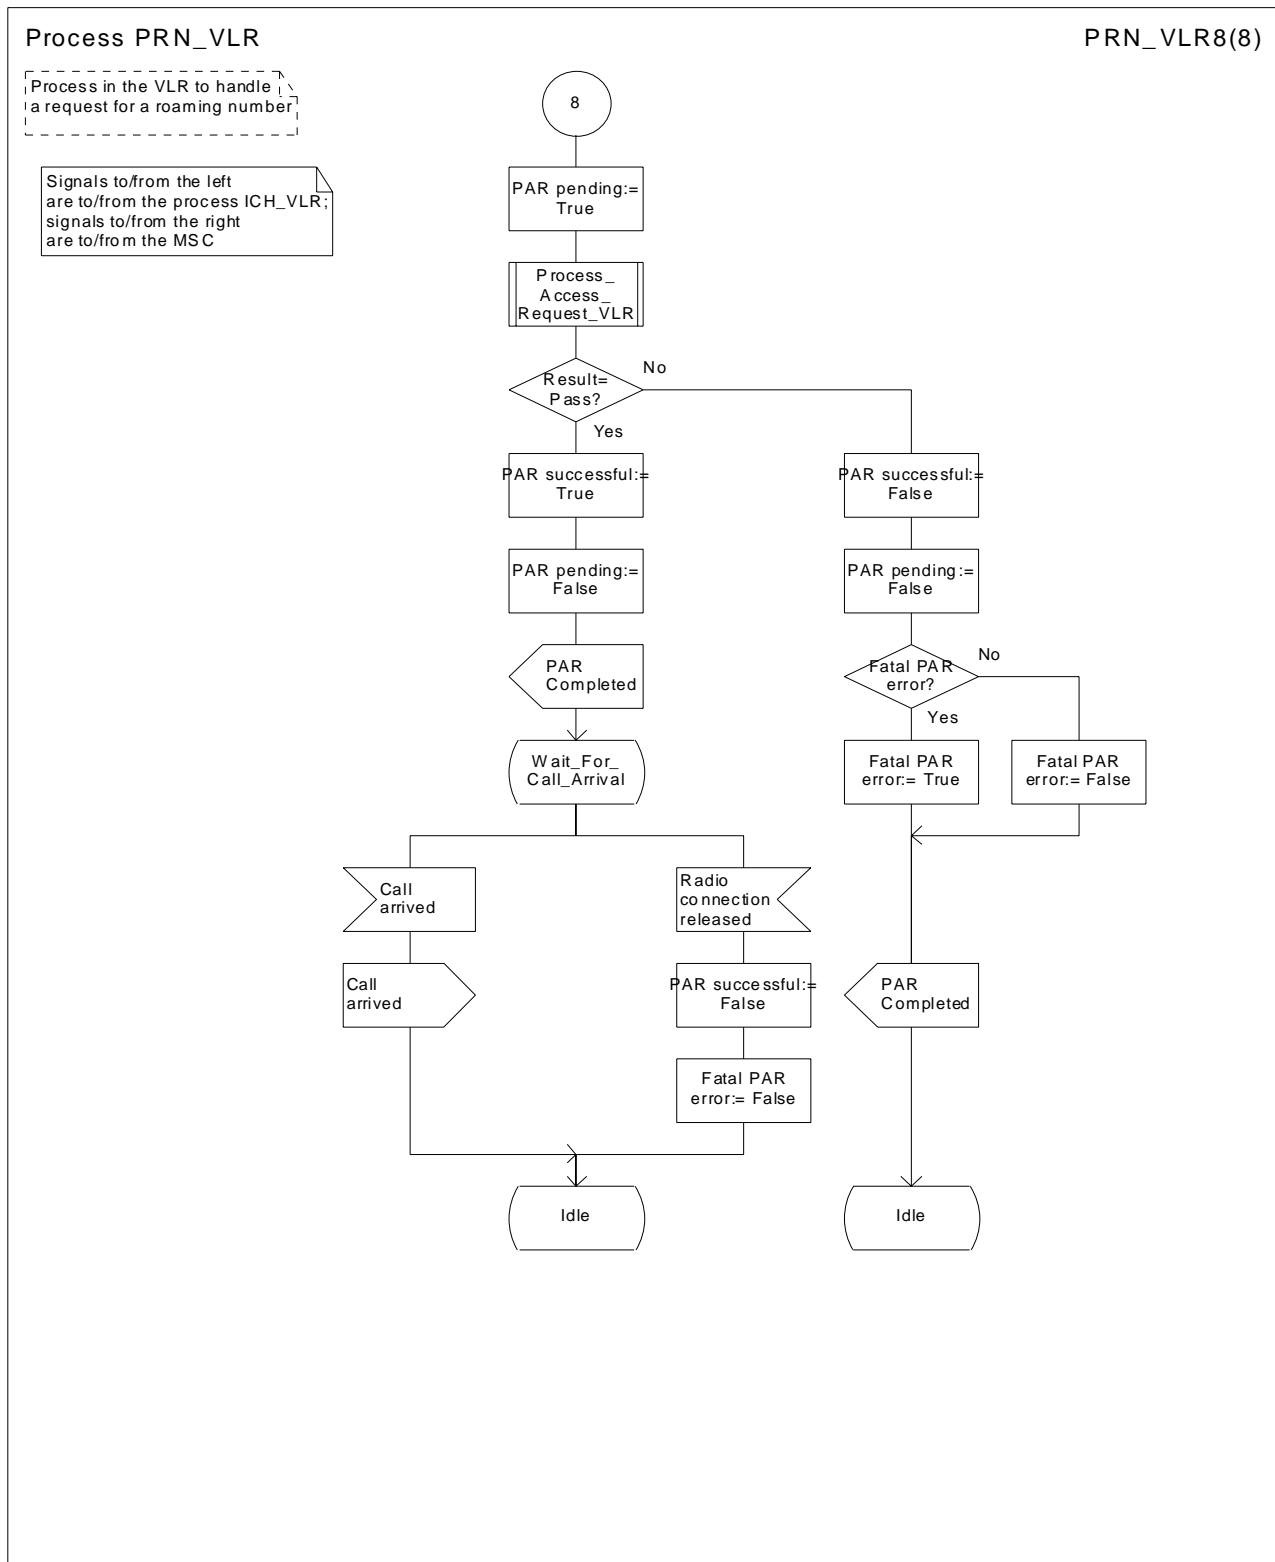 Process PRN_VLR
PRN_VLR8(8)
Process in the VLR to handle
a request for a roaming number
8
Signals to/from the left
are to/from the process ICH_VLR;
signals to/from the right
are to/from the MSC
PAR pending:=
True
Process_
Access_
Request_VLR
Result=
Pass?
No
Yes
PAR successful:=
True
PAR successful:=
False
PAR pending:=
False
PAR pending:=
False
PAR
Completed
Fatal PAR
error?
No
Yes
Wait_For_
Call_Arrival
Fatal PAR
error:= True
Fatal PAR
error:= False
Call
arrived
Radio
connection
released
Call
arrived
PAR successful:=
False
PAR
Completed
Fatal PAR
error:= False
Idle
Idle